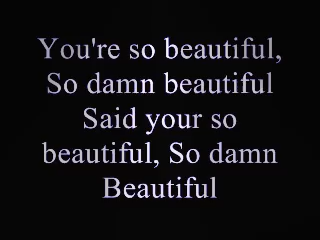 You're so beautiful,
So damn beautiful
Said your so
beautiful, So damn
Beautiful